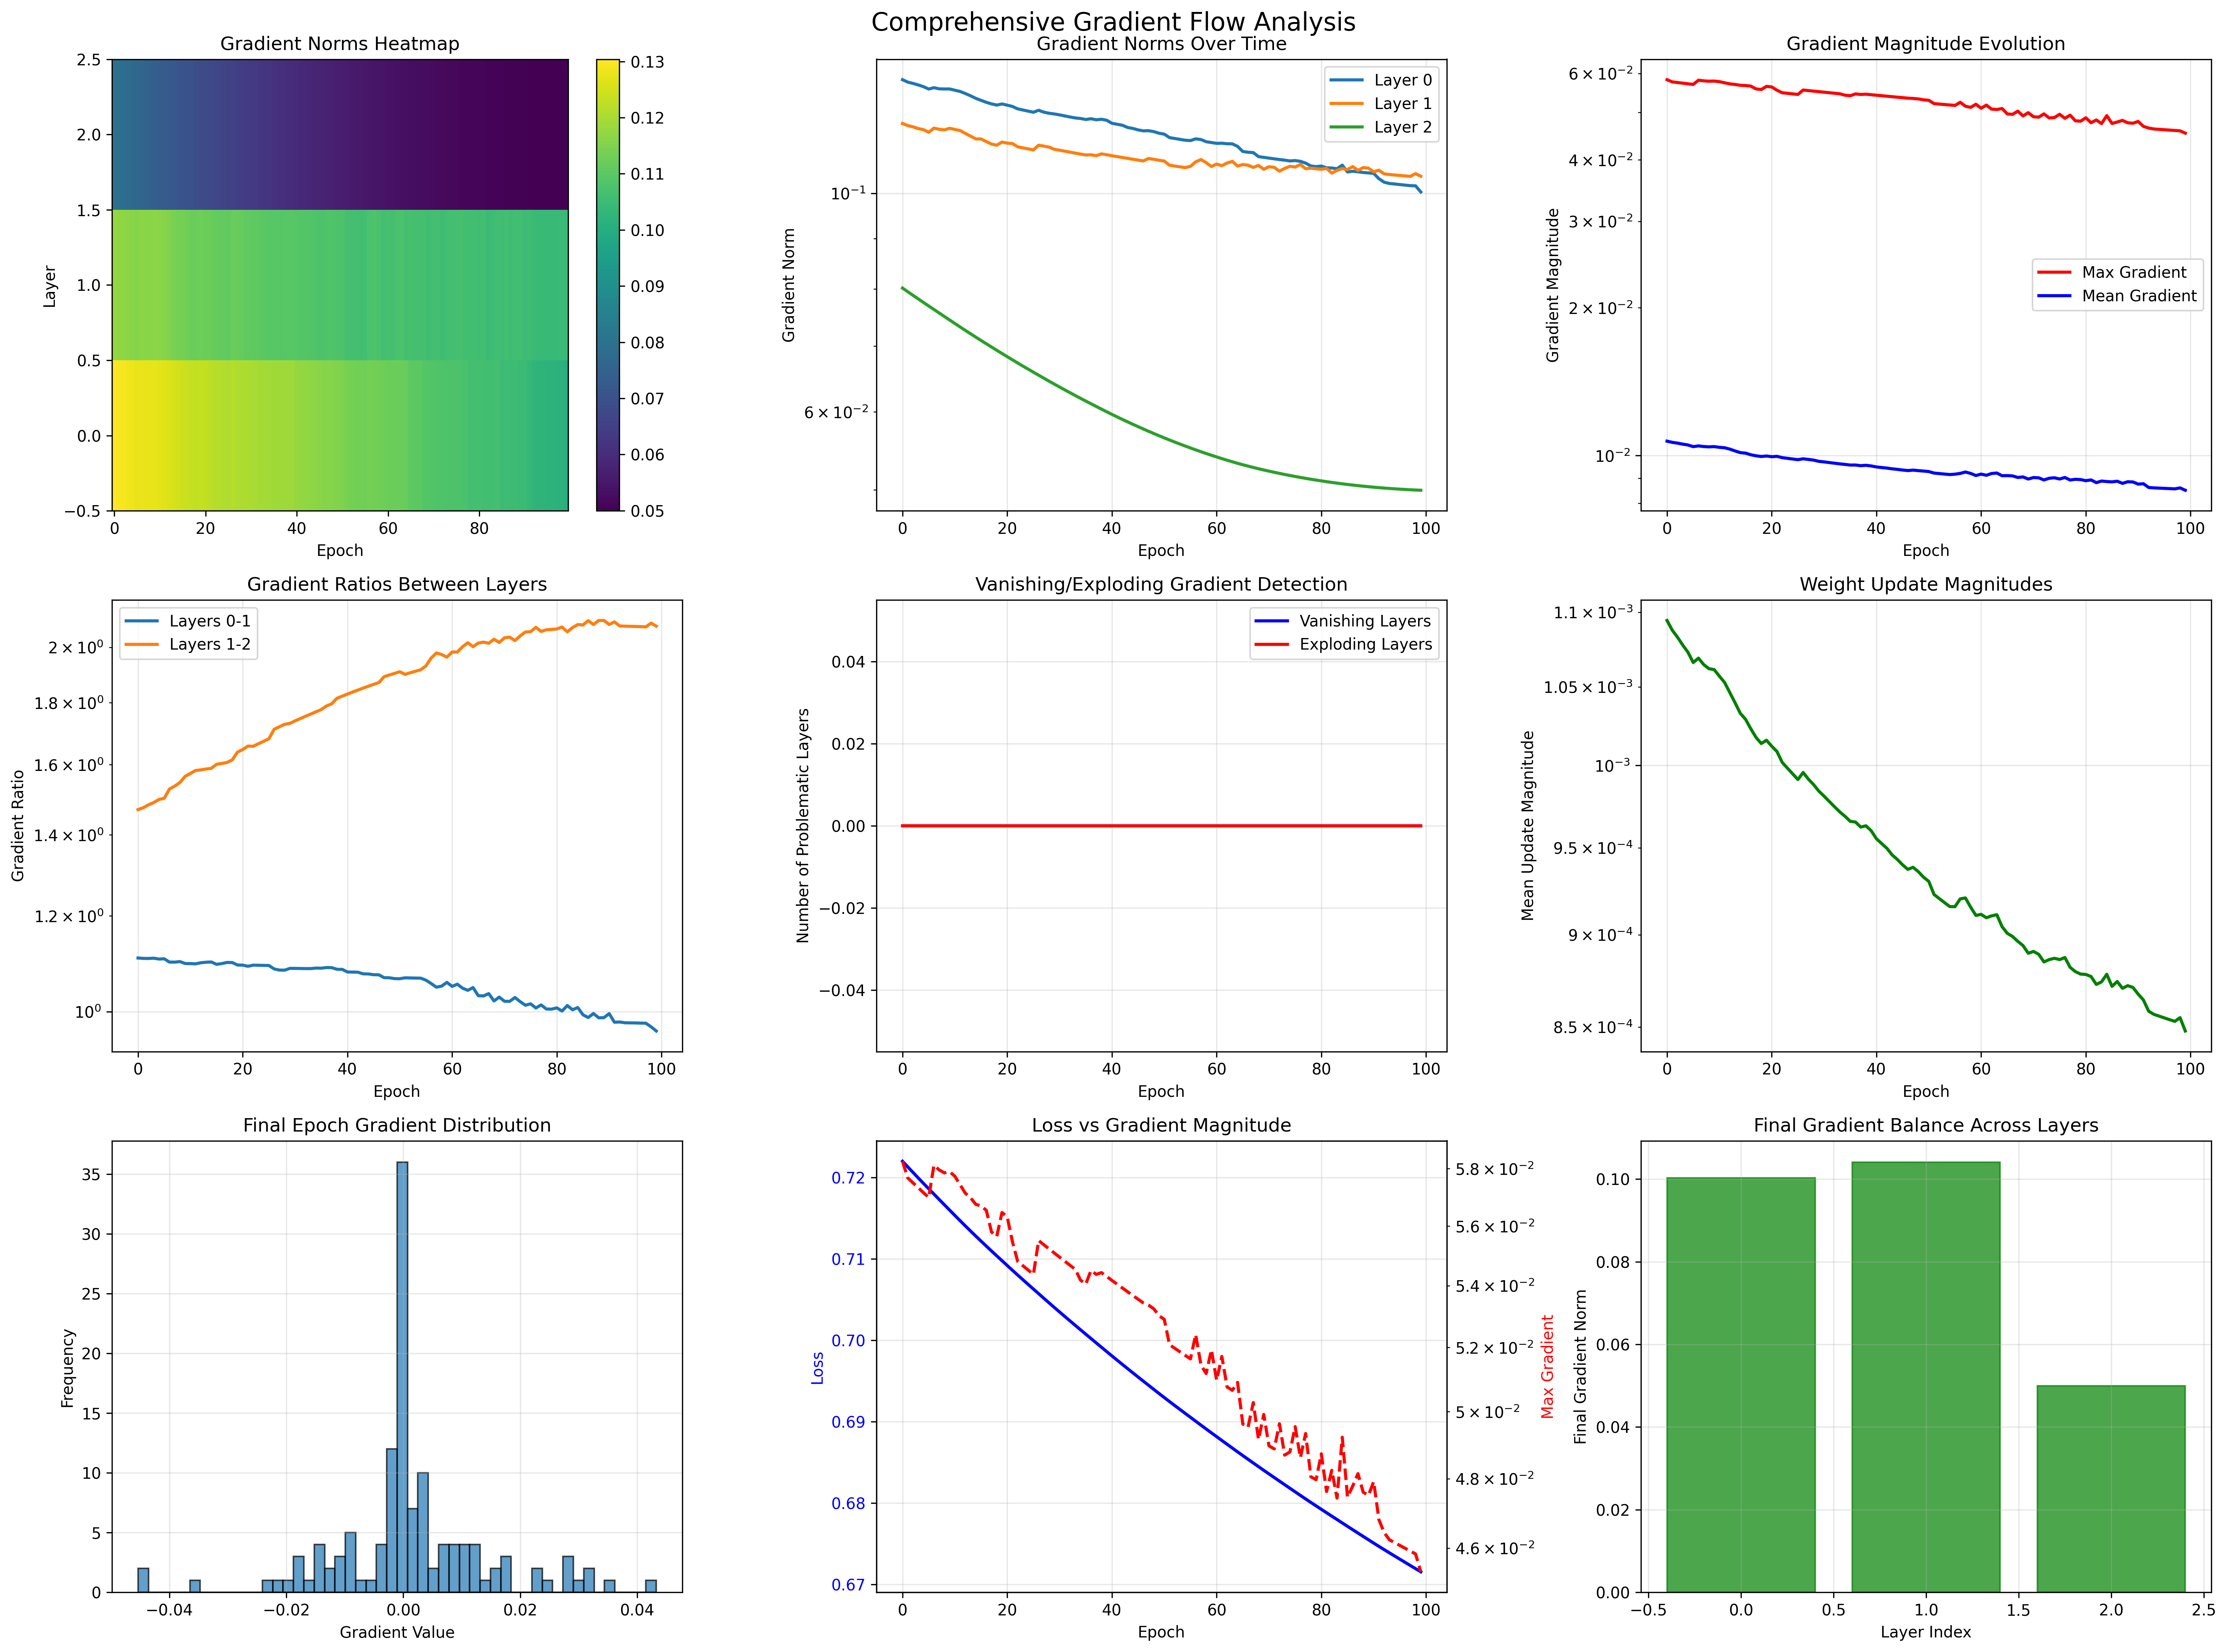 Comprehensive Gradient Flow Analysis
Gradient Norms Heatmap
2.5
2.0
1.5
1.0
0.5
0.0
−0.5
Layer
0 20 40 60 80
Epoch
0.13
0.12
0.11
0.10
0.09
0.08
0.07
0.06
0.05
Gradient Norms Over Time
Layer 0
Layer 1
Layer 2
10⁻¹
6 × 10⁻²
Gradient Norm
0 20 40 60 80 100
Epoch
Gradient Magnitude Evolution
6 × 10⁻²
4 × 10⁻²
3 × 10⁻²
2 × 10⁻²
10⁻²
Gradient Magnitude
Max Gradient
Mean Gradient
0 20 40 60 80 100
Epoch
Gradient Ratios Between Layers
Layers 0-1
Layers 1-2
2 × 10⁰
1.8 × 10⁰
1.6 × 10⁰
1.4 × 10⁰
1.2 × 10⁰
10⁰
Gradient Ratio
0 20 40 60 80 100
Epoch
Vanishing/Exploding Gradient Detection
Vanishing Layers
Exploding Layers
0.04
0.02
0.00
−0.02
−0.04
Number of Problematic Layers
0 20 40 60 80 100
Epoch
Weight Update Magnitudes
1.1 × 10⁻³
1.05 × 10⁻³
10⁻³
9.5 × 10⁻⁴
9 × 10⁻⁴
8.5 × 10⁻⁴
Mean Update Magnitude
0 20 40 60 80 100
Epoch
Final Epoch Gradient Distribution
35
30
25
20
15
10
5
0
Frequency
−0.04 −0.02 0.00 0.02 0.04
Gradient Value
Loss vs Gradient Magnitude
0.72
0.71
0.70
0.69
0.68
0.67
Loss
5.8 × 10⁻²
5.6 × 10⁻²
5.4 × 10⁻²
5.2 × 10⁻²
5 × 10⁻²
4.8 × 10⁻²
4.6 × 10⁻²
Max Gradient
0 20 40 60 80 100
Epoch
Final Gradient Balance Across Layers
0.10
0.08
0.06
0.04
0.02
0.00
Final Gradient Norm
−0.5 0.0 0.5 1.0 1.5 2.0 2.5
Layer Index